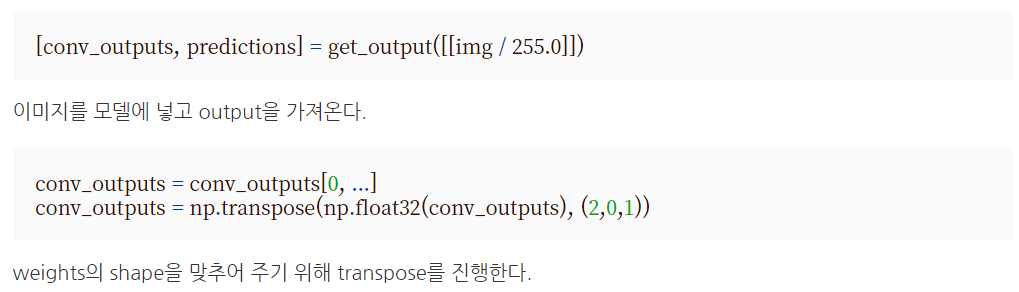 [conv_outputs, predictions] = get_output([[img / 255.0]])
이미지를 모델에 넣고 output을 가져온다.
conv_outputs = conv_outputs[0, ...]
conv_outputs = np.transpose(np.float32(conv_outputs), (2,0,1))
weights의 shape을 맞추어 주기 위해 transpose를 진행한다.